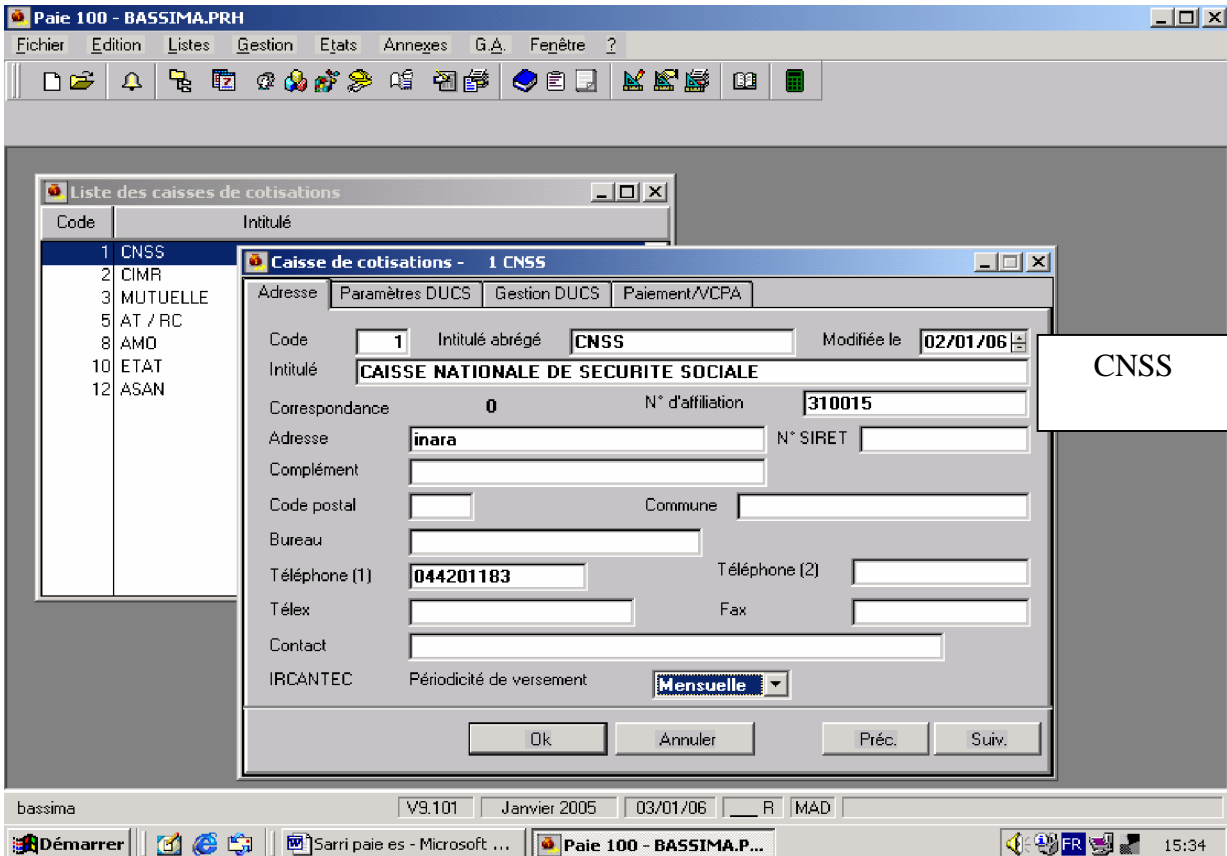 Paie 100 - BASSIMA.PRH
Fichier Edition Listes Gestion Etats Annexes G.A. Fenêtre ?
Liste des caisses de cotisations
Code Intitulé
1 CNSS
2 CIMR
3 MUTUELLE
5 AT / RC
8 AMO
10 ETAT
12 ASAN
Caisse de cotisations - 1 CNSS
Adresse Paramètres DUCS Gestion DUCS Paiement/VCPA
Code 1 Intitulé abrégé CNSS Modifiée le 02/01/06
Intitulé CAISSE NATIONALE DE SECURITE SOCIALE
Correspondance 0 N° d'affiliation 310015
Adresse inara N° SIRET
Complément
Code postal Commune
Bureau
Téléphone (1) 044201183 Téléphone (2)
Télex Fax
Contact
IRCANTEC Périodicité de versement Mensuelle
Ok Annuler Préc. Suiv.
CNSS
bassima V9.101 Janvier 2005 03/01/06 ___ R MAD
Démarrer Sarri paie es - Microsoft ... Paie 100 - BASSIMA.P... FR 15:34